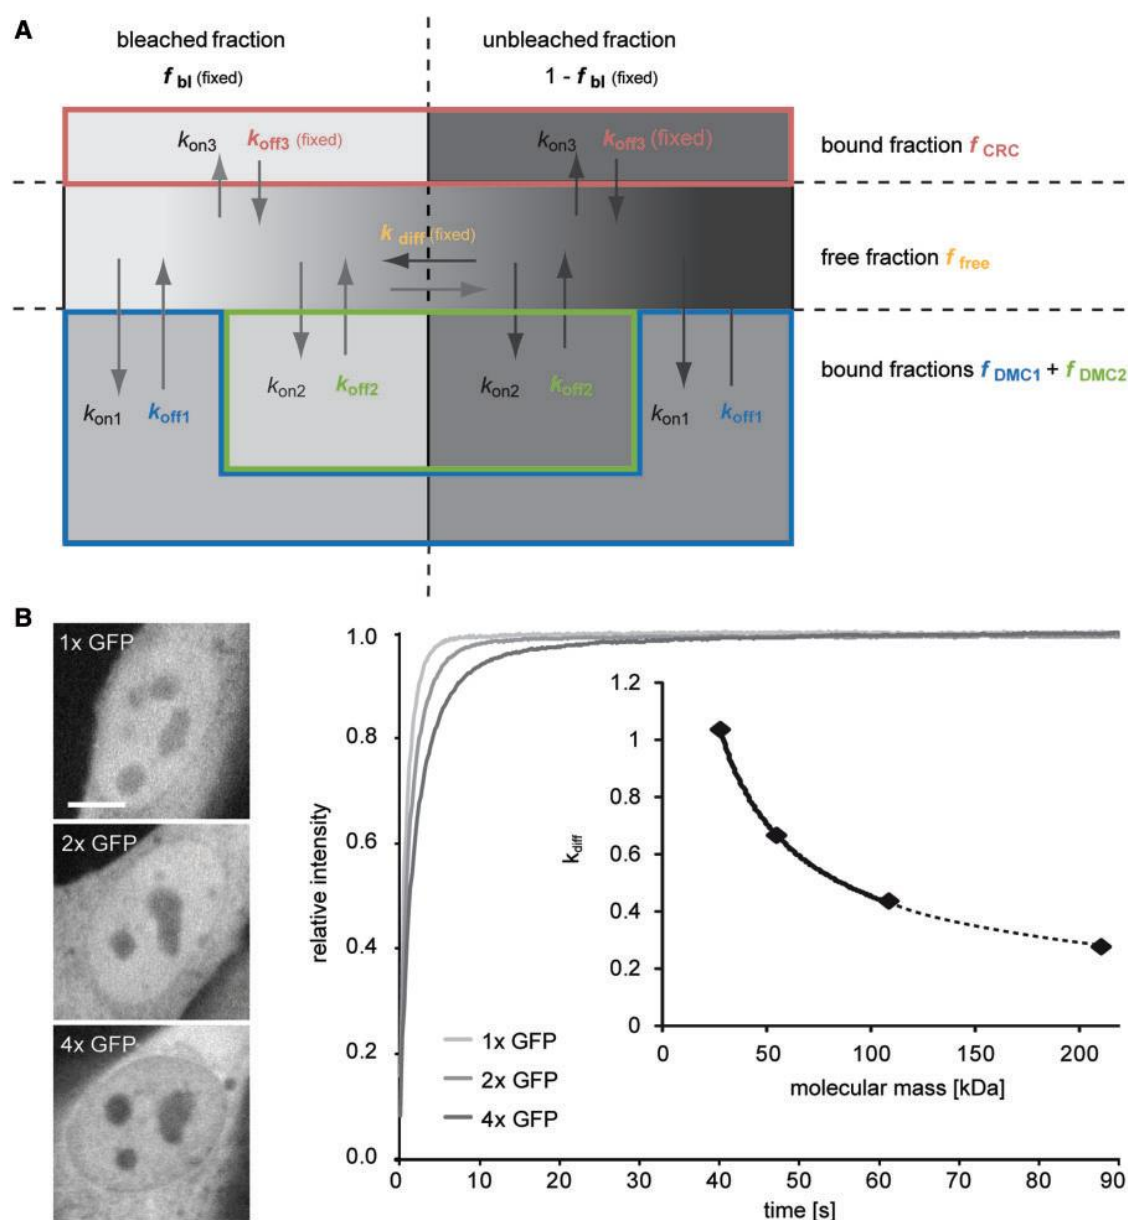 A
bleached fraction
f bl (fixed)
unbleached fraction
1 - f bl (fixed)
kon3 koff3 (fixed)
kon3 koff3 (fixed)
bound fraction f CRC
k diff (fixed)
free fraction f free
kon1 koff1
kon2 koff2
kon2 koff2
kon1 koff1
bound fractions f DMC1 + f DMC2
B
1x GFP
2x GFP
4x GFP
relative intensity
1.0
0.8
0.6
0.4
0.2
0.0
0 10 20 30 40 50 60 70 80 90
time [s]
1x GFP
2x GFP
4x GFP
kdiff
1.2
1
0.8
0.6
0.4
0.2
0
0 50 100 150 200
molecular mass [kDa]